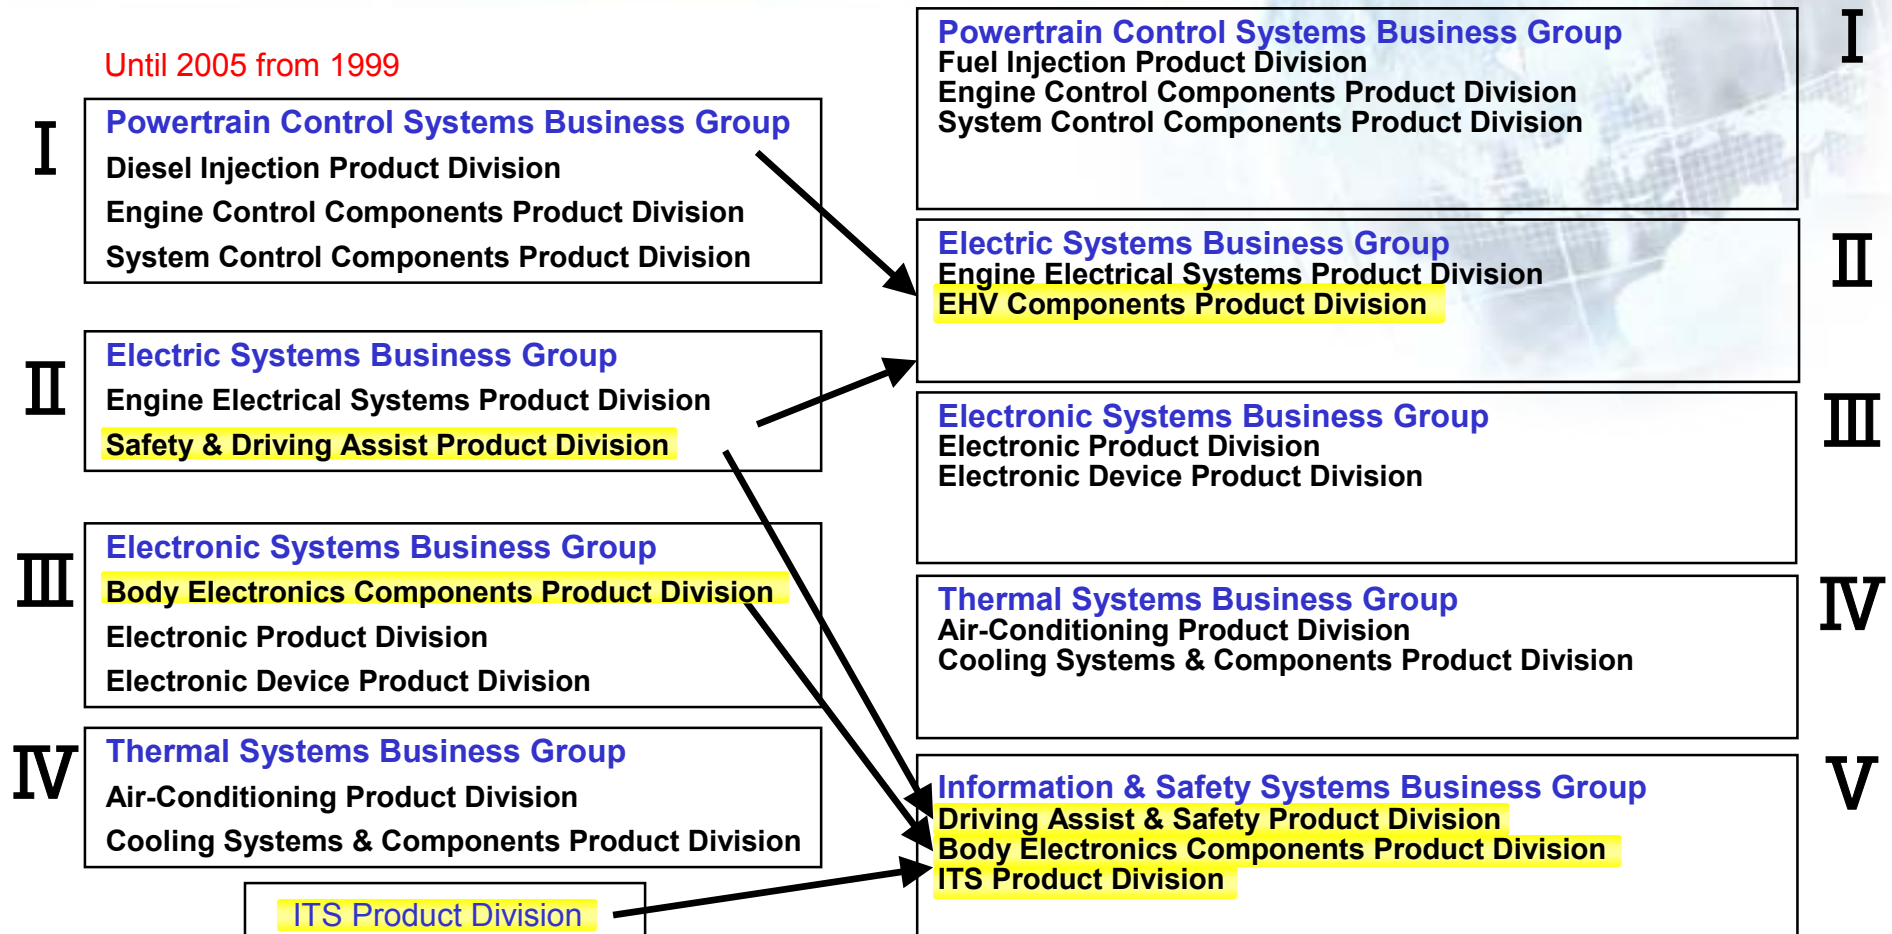 Until 2005 from 1999
Ⅰ
Powertrain Control Systems Business Group
Diesel Injection Product Division
Engine Control Components Product Division
System Control Components Product Division
Ⅱ
Electric Systems Business Group
Engine Electrical Systems Product Division
Safety & Driving Assist Product Division
Ⅲ
Electronic Systems Business Group
Body Electronics Components Product Division
Electronic Product Division
Electronic Device Product Division
Ⅳ
Thermal Systems Business Group
Air-Conditioning Product Division
Cooling Systems & Components Product Division
ITS Product Division
Powertrain Control Systems Business Group
Fuel Injection Product Division
Engine Control Components Product Division
System Control Components Product Division
Ⅰ
Electric Systems Business Group
Engine Electrical Systems Product Division
EHV Components Product Division
Ⅱ
Electronic Systems Business Group
Electronic Product Division
Electronic Device Product Division
Ⅲ
Thermal Systems Business Group
Air-Conditioning Product Division
Cooling Systems & Components Product Division
Ⅳ
Information & Safety Systems Business Group
Driving Assist & Safety Product Division
Body Electronics Components Product Division
ITS Product Division
Ⅴ